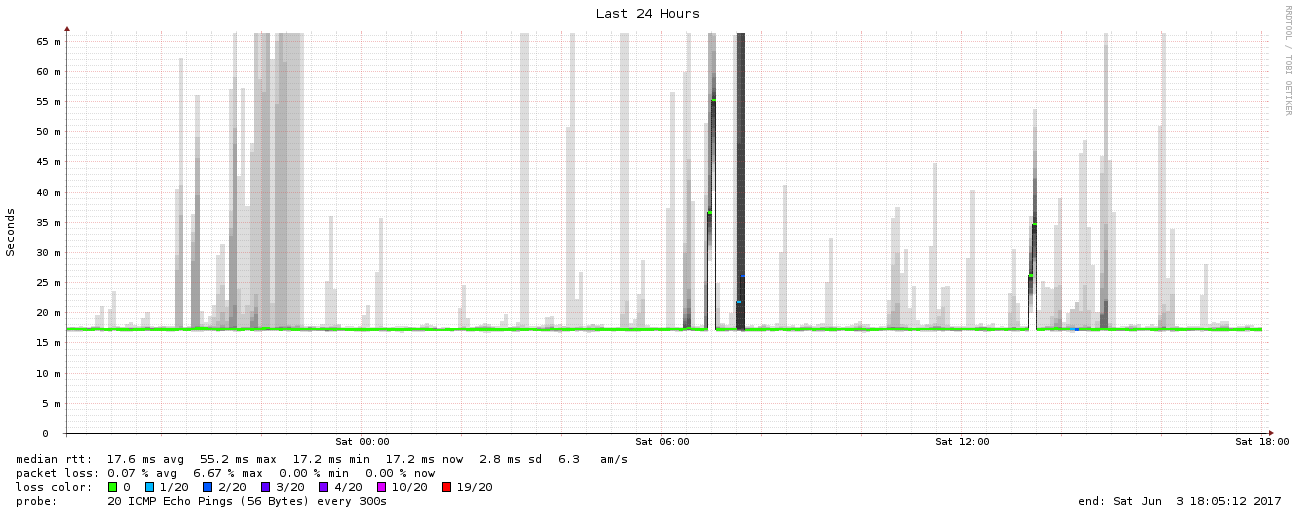 Last 24 Hours
RRDTOOL / TOBI OETIKER
Seconds
65 m
60 m
55 m
50 m
45 m
40 m
35 m
30 m
25 m
20 m
15 m
10 m
5 m
0
Sat 00:00 Sat 06:00 Sat 12:00 Sat 18:00
median rtt: 17.6 ms avg 55.2 ms max 17.2 ms min 17.2 ms now 2.8 ms sd 6.3 am/s
packet loss: 0.07 % avg 6.67 % max 0.00 % min 0.00 % now
loss color: 0 1/20 2/20 3/20 4/20 10/20 19/20
probe: 20 ICMP Echo Pings (56 Bytes) every 300s end: Sat Jun 3 18:05:12 2017